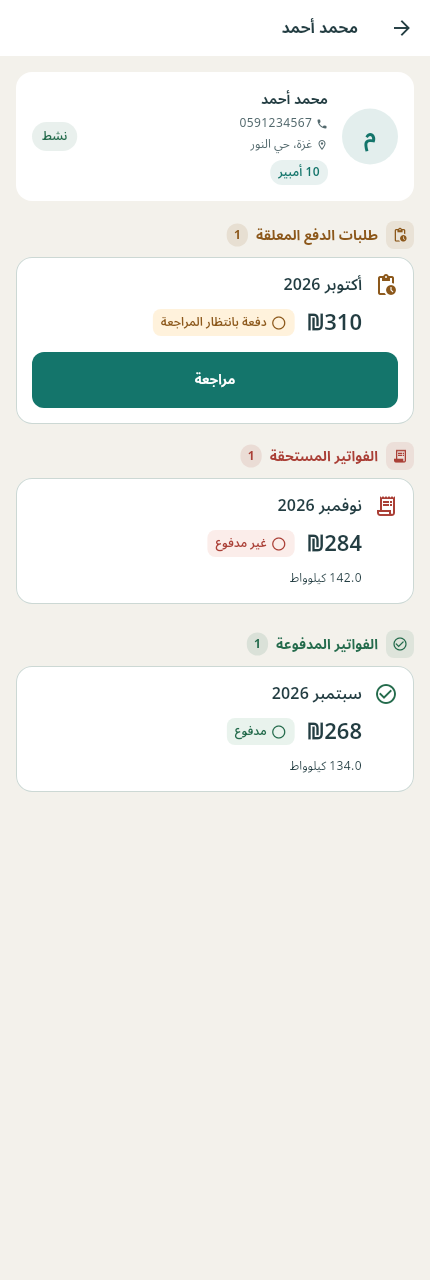 محمد أحمد
م
محمد أحمد
0591234567
غزة، حي النور
10 أمبير
نشط
طلبات الدفع المعلقة 1
أكتوبر 2026
₪310 دفعة بانتظار المراجعة
مراجعة
الفواتير المستحقة 1
نوفمبر 2026
₪284 غير مدفوع
142.0 كيلوواط
الفواتير المدفوعة 1
سبتمبر 2026
₪268 مدفوع
134.0 كيلوواط